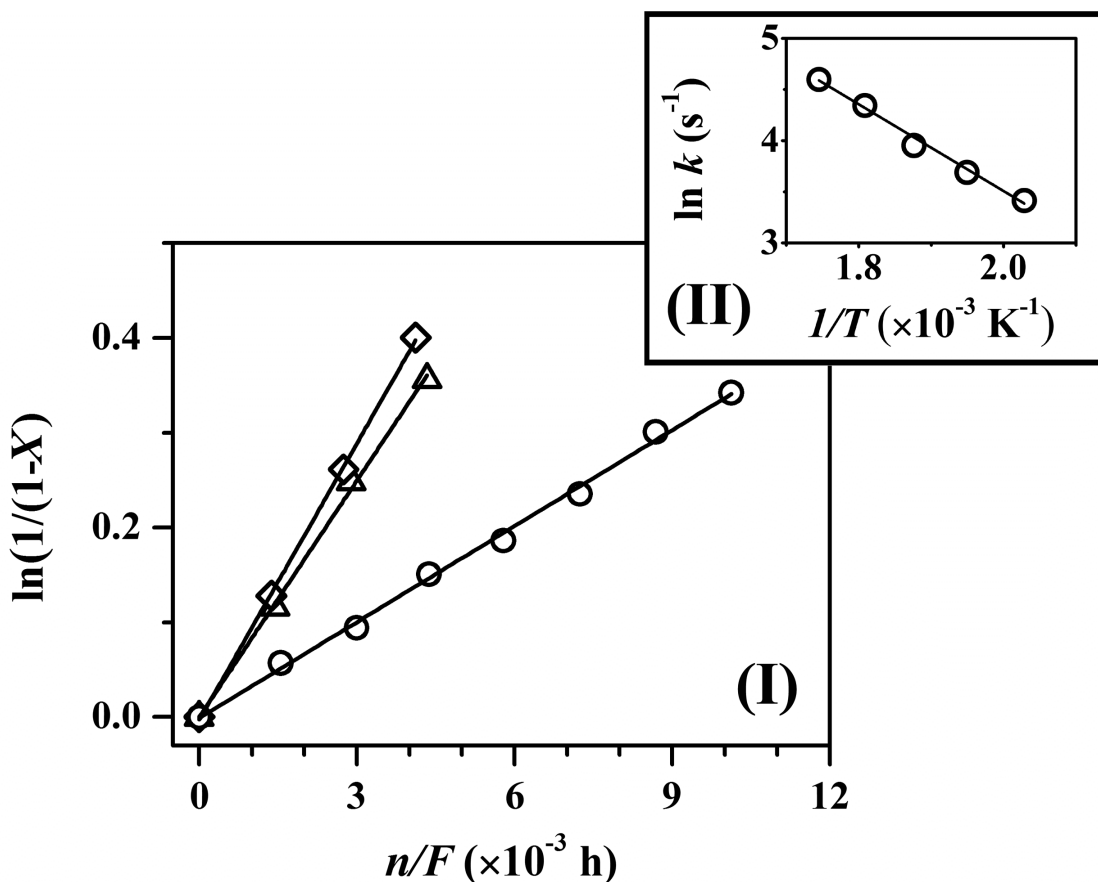 5
4
3
ln k (s⁻¹)
1.8 2.0
1/T (×10⁻³ K⁻¹)
(II)
0.4
0.2
0.0
ln(1/(1-X)
(I)
0 3 6 9 12
n/F (×10⁻³ h)